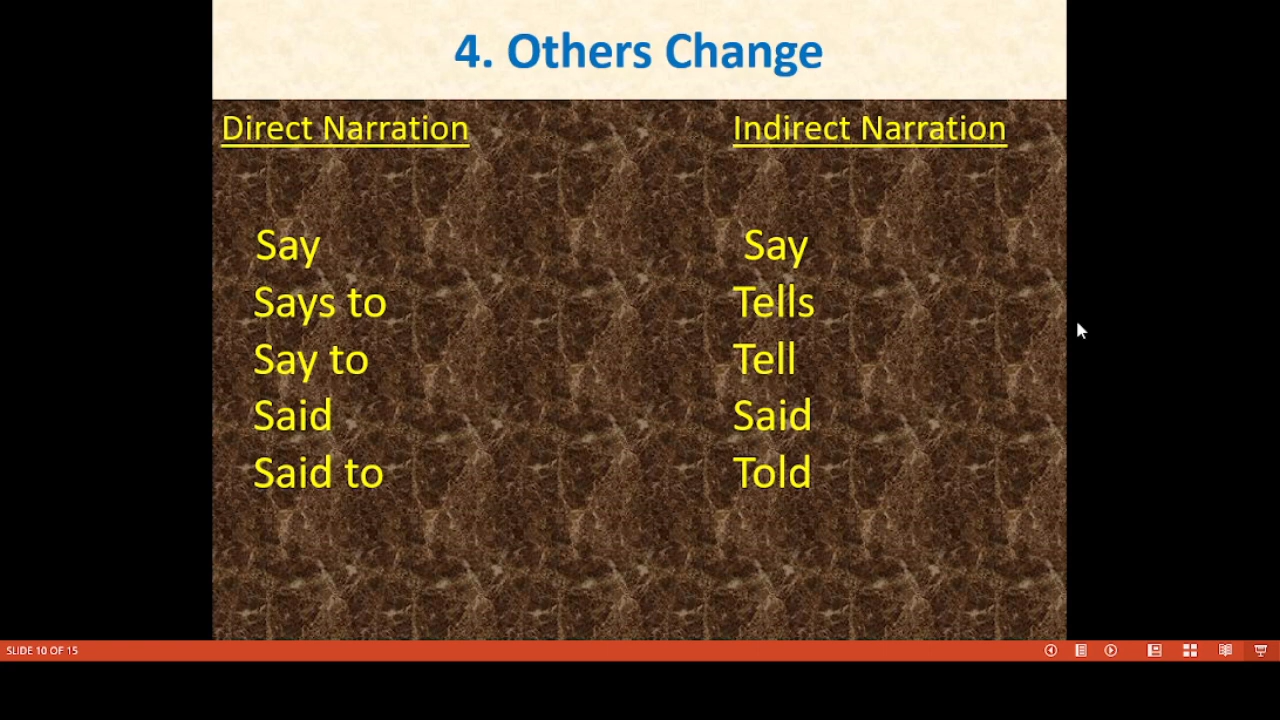 4. Others Change
Direct Narration Indirect Narration
Say Say
Says to Tells
Say to Tell
Said Said
Said to Told
SLIDE 10 OF 15